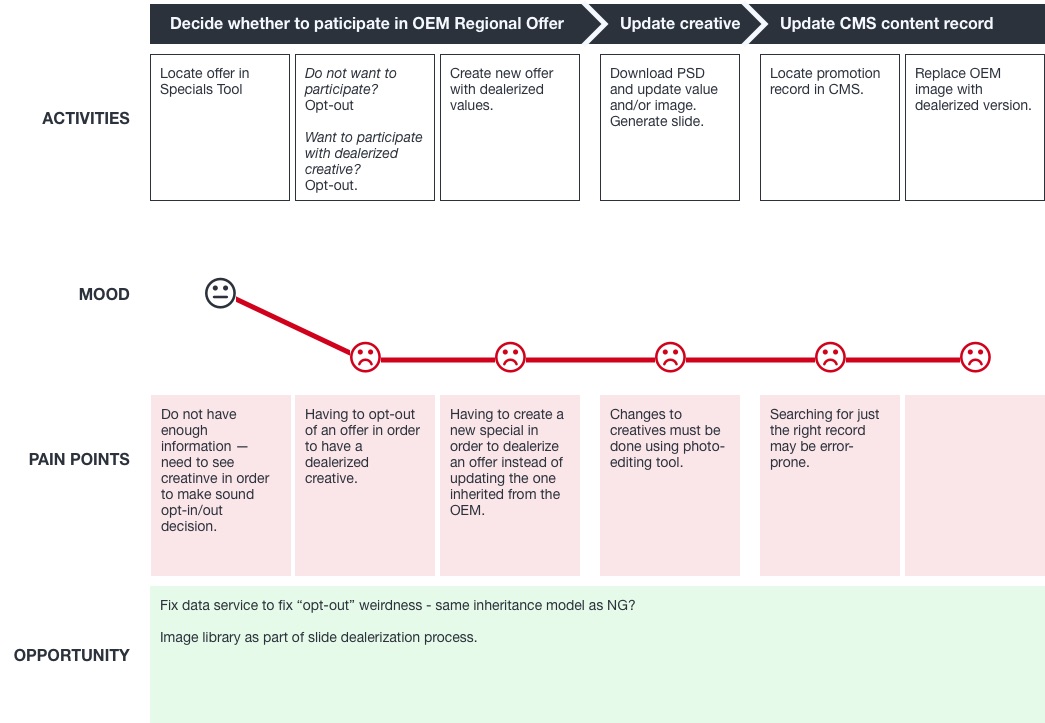 Decide whether to paticipate in OEM Regional Offer
Update creative
Update CMS content record
ACTIVITIES
Locate offer in
Specials Tool
Do not want to
participate?
Opt-out
Want to participate
with dealerized
creative?
Opt-out.
Create new offer
with dealerized
values.
Download PSD
and update value
and/or image.
Generate slide.
Locate promotion
record in CMS.
Replace OEM
image with
dealerized version.
MOOD
PAIN POINTS
Do not have
enough
information —
need to see
creatinve in order
to make sound
opt-in/out
decision.
Having to opt-out
of an offer in order
to have a
dealerized
creative.
Having to create a
new special in
order to dealerize
an offer instead of
updating the one
inherited from the
OEM.
Changes to
creatives must be
done using photo-
editing tool.
Searching for just
the right record
may be error-
prone.
OPPORTUNITY
Fix data service to fix “opt-out” weirdness - same inheritance model as NG?
Image library as part of slide dealerization process.